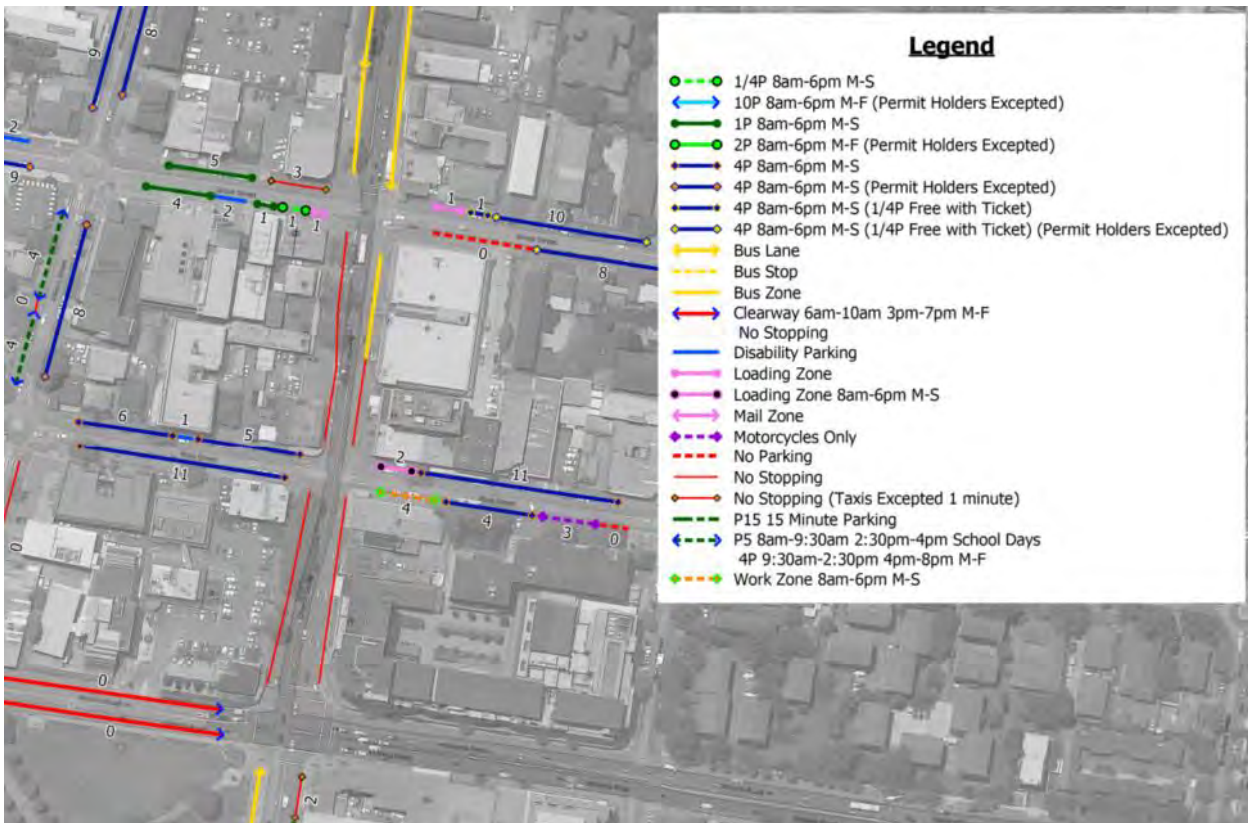 Legend
1/4P 8am-6pm M-S
10P 8am-6pm M-F (Permit Holders Excepted)
1P 8am-6pm M-S
2P 8am-6pm M-F (Permit Holders Excepted)
4P 8am-6pm M-S
4P 8am-6pm M-S (Permit Holders Excepted)
4P 8am-6pm M-S (1/4P Free with Ticket)
4P 8am-6pm M-S (1/4P Free with Ticket) (Permit Holders Excepted)
Bus Lane
Bus Stop
Bus Zone
Clearway 6am-10am 3pm-7pm M-F
No Stopping
Disability Parking
Loading Zone
Loading Zone 8am-6pm M-S
Mail Zone
Motorcycles Only
No Parking
No Stopping
No Stopping (Taxis Excepted 1 minute)
P15 15 Minute Parking
P5 8am-9:30am 2:30pm-4pm School Days
4P 9:30am-2:30pm 4pm-8pm M-F
Work Zone 8am-6pm M-S
9
8
2
9
5
3
4
2
1
1
1
1
1
10
0
8
4
0
4
8
6
1
5
11
2
11
4
4
3
0
0
0
0
2